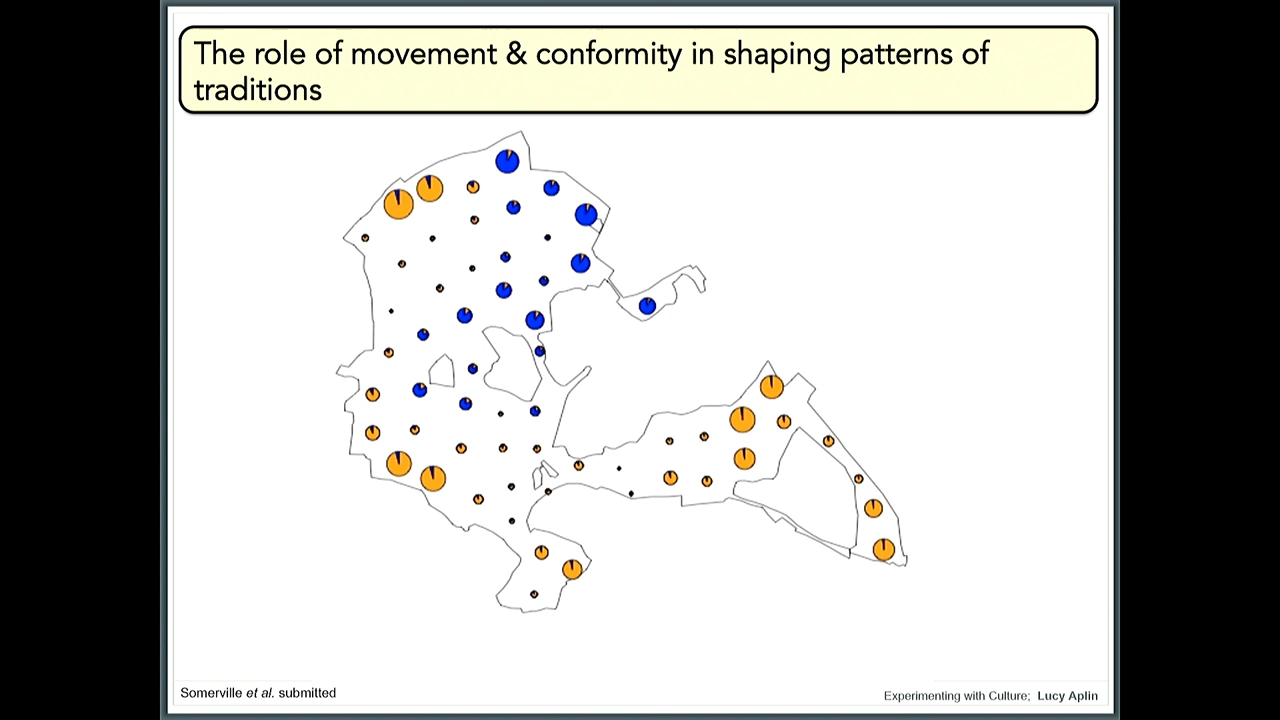 The role of movement & conformity in shaping patterns of
traditions
Somerville et al. submitted
Experimenting with Culture; Lucy Aplin